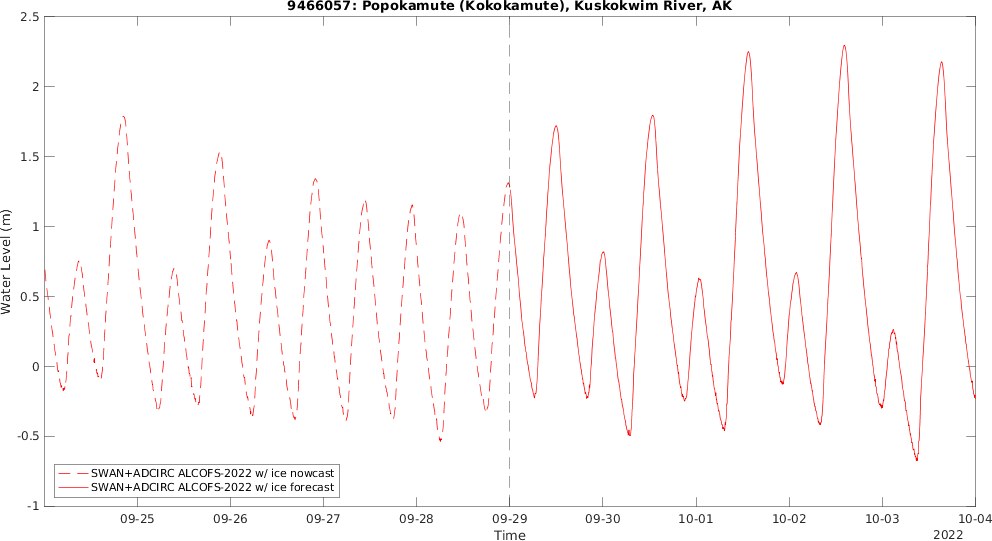 9466057: Popokamute (Kokokamute), Kuskokwim River, AK
2.5
2
1.5
1
0.5
0
-0.5
-1
Water Level (m)
SWAN+ADCIRC ALCOFS-2022 w/ ice nowcast
SWAN+ADCIRC ALCOFS-2022 w/ ice forecast
09-25 09-26 09-27 09-28 09-29 09-30 10-01 10-02 10-03 10-04
Time
2022